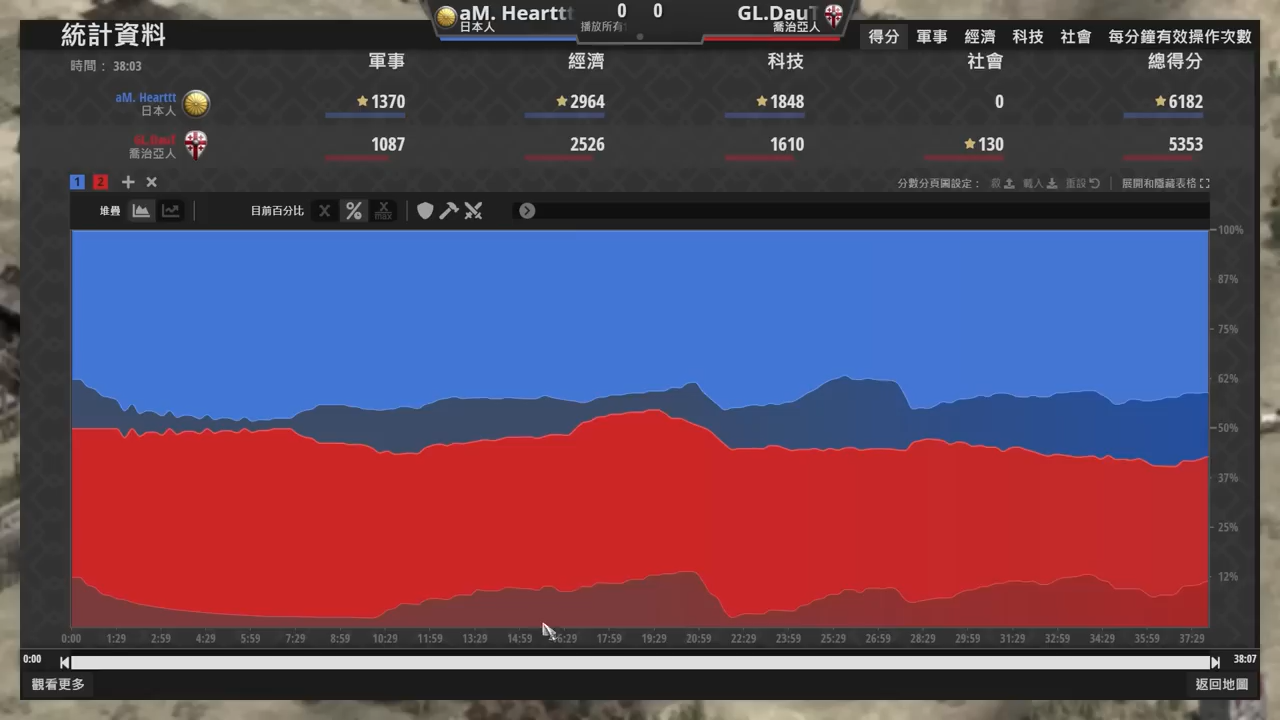 aM. Hearttt 0 0 GL.DauT
日本人 播放所有 喬治亞人
統計資料 得分 軍事 經濟 科技 社會 每分鐘有效操作次數
時間： 38:03 軍事 經濟 科技 社會 總得分
aM. Hearttt 1370 2964 1848 0 6182
日本人
GL.DauT 1087 2526 1610 130 5353
喬治亞人
1 2 分數分頁圖設定： 載入 重設 展開和隱藏表格
堆疊 目前百分比 X % X max
100%
87%
75%
62%
50%
37%
25%
12%
0:00 1:29 2:59 4:29 5:59 7:29 8:59 10:29 11:59 13:29 14:59 16:29 17:59 19:29 20:59 22:29 23:59 25:29 26:59 28:29 29:59 31:29 32:59 34:29 35:59 37:29
0:00 38:07
觀看更多 返回地圖